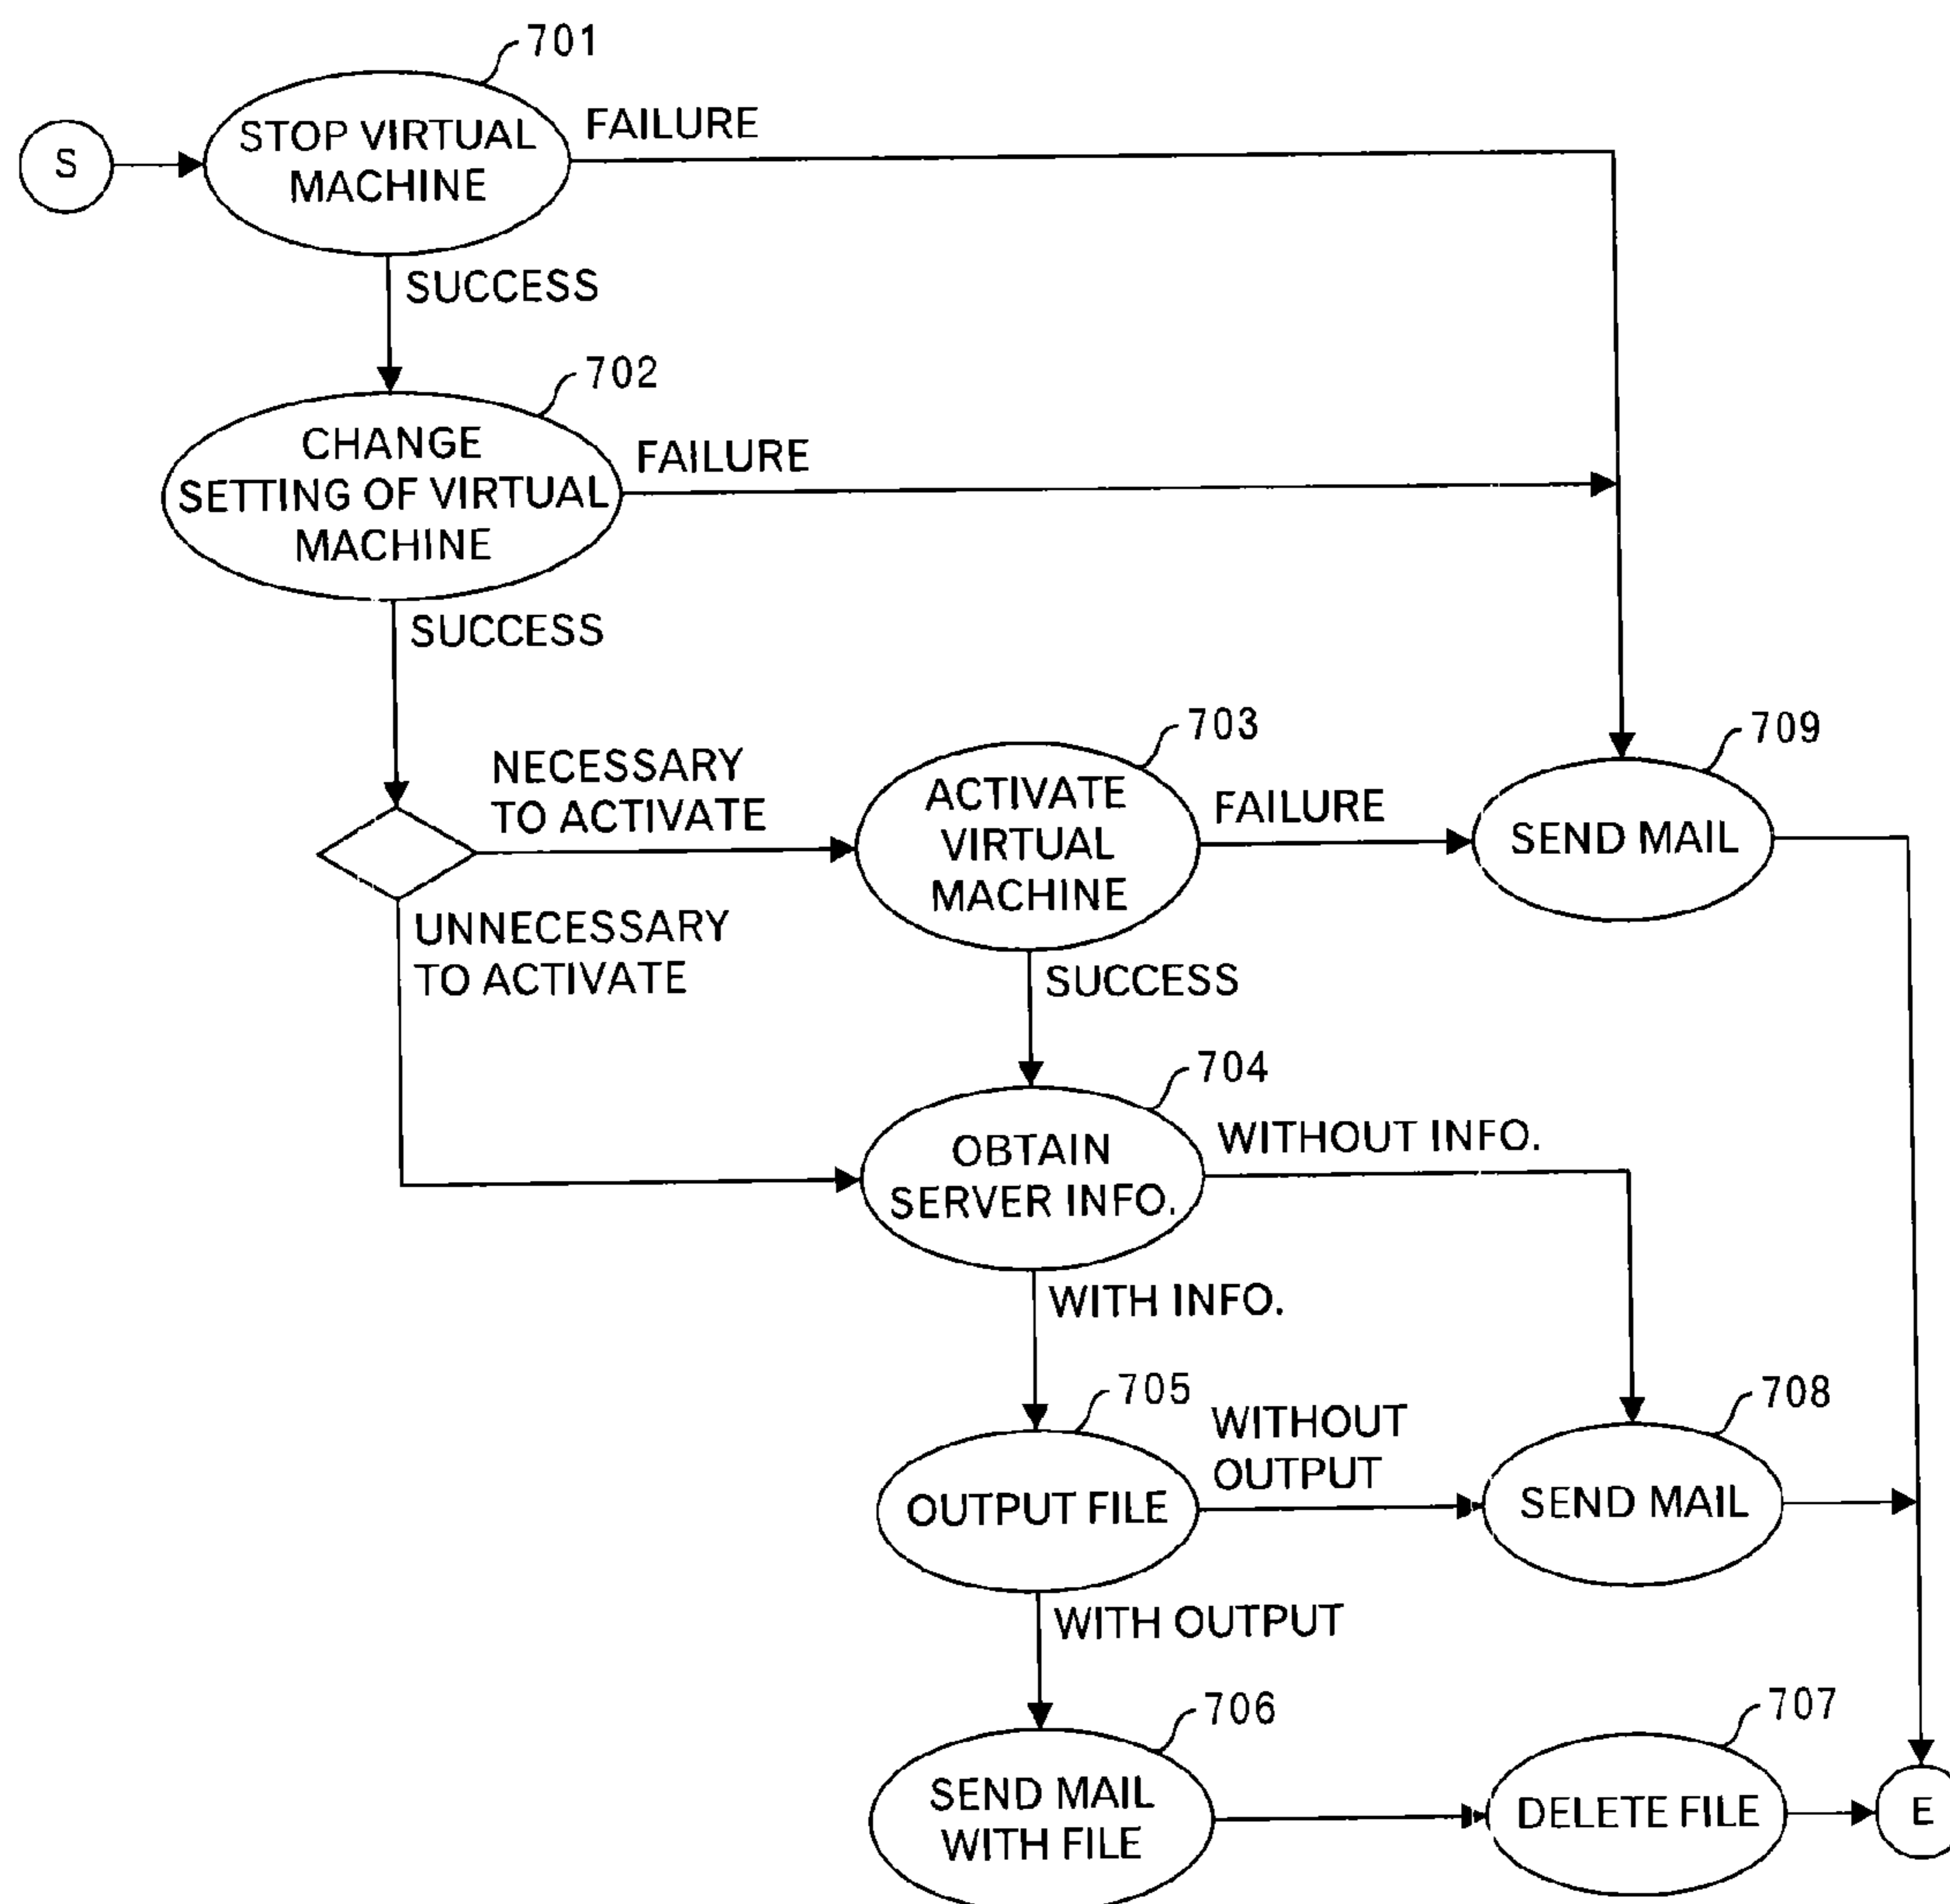 701
S
STOP VIRTUAL
MACHINE
FAILURE
SUCCESS
702
CHANGE
SETTING OF VIRTUAL
MACHINE
FAILURE
SUCCESS
NECESSARY
TO ACTIVATE
703
ACTIVATE
VIRTUAL
MACHINE
FAILURE
709
SEND MAIL
UNNECESSARY
TO ACTIVATE
SUCCESS
704
OBTAIN
SERVER INFO.
WITHOUT INFO.
WITH INFO.
705
OUTPUT FILE
WITHOUT
OUTPUT
708
SEND MAIL
WITH OUTPUT
706
SEND MAIL
WITH FILE
707
DELETE FILE
E